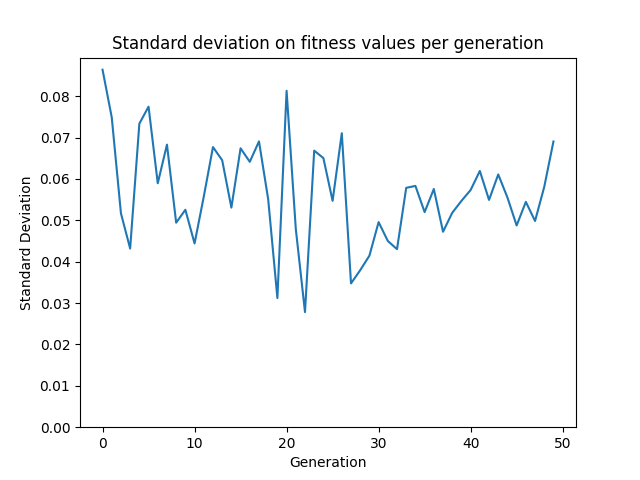 Standard deviation on fitness values per generation
0.08
0.07
0.06
0.05
0.04
0.03
0.02
0.01
0.00
Standard Deviation
0 10 20 30 40 50
Generation